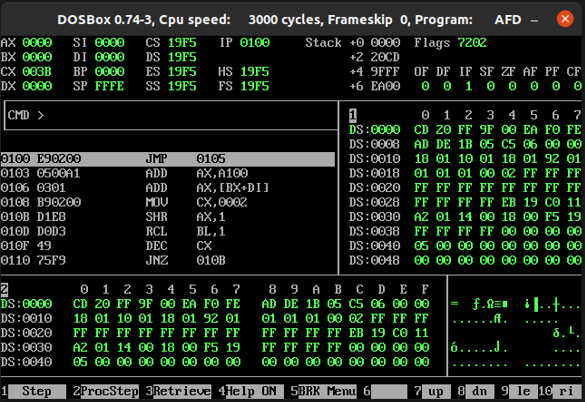 DOSBox 0.74-3, Cpu speed: 3000 cycles, Frameskip 0, Program: AFD
AX 0000 SI 0000 CS 19F5 IP 0100 Stack +0 0000 Flags 7202
BX 0000 DI 0000 DS 19F5 +2 20CD
CX 003B BP 0000 ES 19F5 HS 19F5 +4 9FFF OF DF IF SF ZF AF PF CF
DX 0000 SP FFFE SS 19F5 FS 19F5 +6 EA00 0 0 1 0 0 0 0 0
CMD >
0100 E90200 JMP 0105
0103 0500A1 ADD AX,A100
0106 0301 ADD AX,[BX+DI]
0108 B90200 MOV CX,0002
010B D1E8 SHR AX,1
010D D0D3 RCL BL,1
010F 49 DEC CX
0110 75F9 JNZ 010B
1 0 1 2 3 4 5 6 7
DS:0000 CD 20 FF 9F 00 EA F0 FE
DS:0008 AD DE 1B 05 C5 06 00 00
DS:0010 18 01 10 01 18 01 92 01
DS:0018 01 01 01 00 02 FF FF FF
DS:0020 FF FF FF FF FF FF FF FF
DS:0028 FF FF FF FF EB 19 C0 11
DS:0030 A2 01 14 00 18 00 F5 19
DS:0038 FF FF FF FF 00 00 00 00
DS:0040 05 00 00 00 00 00 00 00
DS:0048 00 00 00 00 00 00 00 00
2 0 1 2 3 4 5 6 7 8 9 A B C D E F
DS:0000 CD 20 FF 9F 00 EA F0 FE AD DE 1B 05 C5 06 00 00
DS:0010 18 01 10 01 18 01 92 01 01 01 01 00 02 FF FF FF
DS:0020 FF FF FF FF FF FF FF FF FF FF FF FF EB 19 C0 11
DS:0030 A2 01 14 00 18 00 F5 19 FF FF FF FF 00 00 00 00
DS:0040 05 00 00 00 00 00 00 00 00 00 00 00 00 00 00 00
═ ƒ.Ω≡■ ¡▐..┼...
......Æ. ........
........ ....δ.└.
ó.....⌡. ........
........ ........
1 Step 2 ProcStep 3 Retrieve 4 Help ON 5 BRK Menu 6 7 up 8 dn 9 le 10 ri